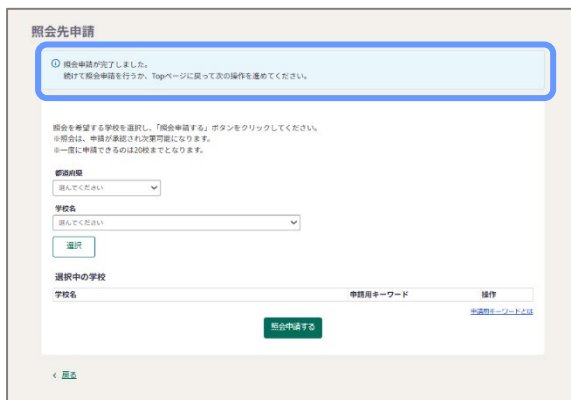 照会先申請
照会申請が完了しました。
続けて照会申請を行うか、Topページに戻って次の操作を進めてください。
照会を希望する学校を選択し、「照会申請する」ボタンをクリックしてください。
※照会は、申請が承認され次第可能になります。
※一度に申請できるのは20校までとなります。
都道府県
選んでください
学校名
選んでください
選択
選択中の学校
学校名 申請用キーワード 操作
申請用キーワードとは
照会申請する
< 戻る